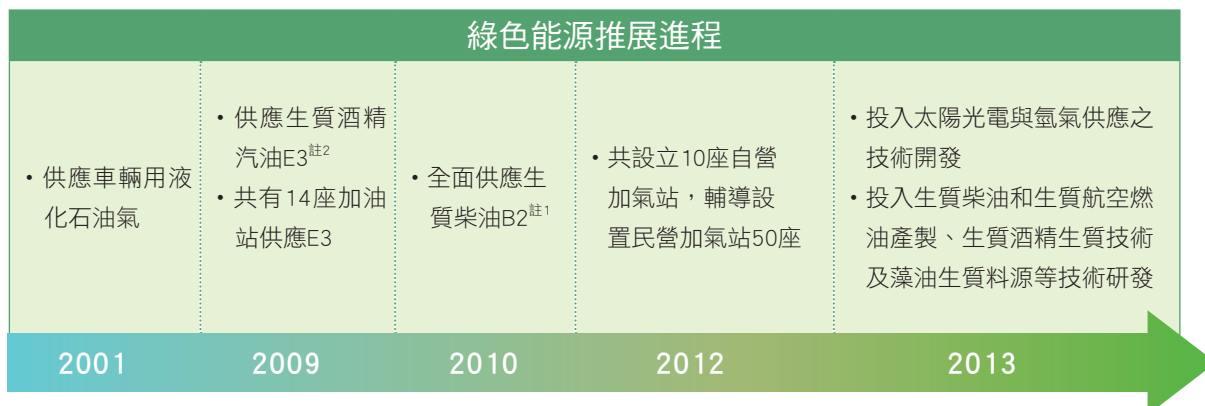 綠色能源推展進程
• 供應車輛用液
化石油氣
• 供應生質酒精
汽油E3註2
• 共有14座加油
站供應E3
• 全面供應生
質柴油B2註1
• 共設立10座自營
加氣站，輔導設
置民營加氣站50座
• 投入太陽光電與氫氣供應之
技術開發
• 投入生質柴油和生質航空燃
油產製、生質酒精生質技術
及藻油生質料源等技術研發
2001
2009
2010
2012
2013